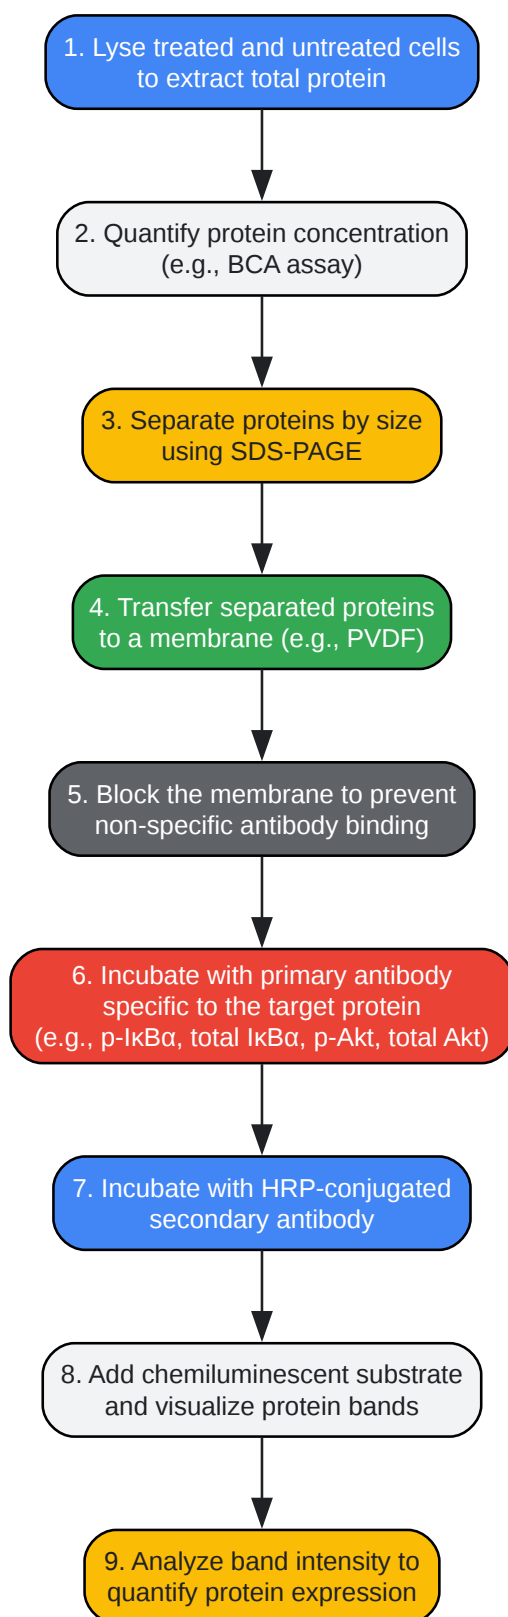 1. Lyse treated and untreated cells
to extract total protein
2. Quantify protein concentration
(e.g., BCA assay)
3. Separate proteins by size
using SDS-PAGE
4. Transfer separated proteins
to a membrane (e.g., PVDF)
5. Block the membrane to prevent
non-specific antibody binding
6. Incubate with primary antibody
specific to the target protein
(e.g., p-IκBα, total IκBα, p-Akt, total Akt)
7. Incubate with HRP-conjugated
secondary antibody
8. Add chemiluminescent substrate
and visualize protein bands
9. Analyze band intensity to
quantify protein expression